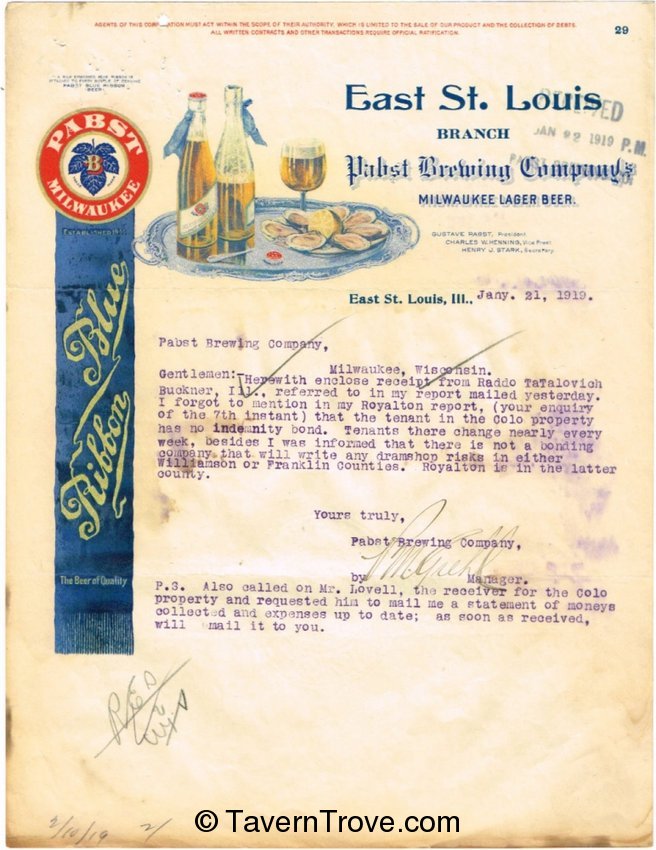 AGENTS OF THIS CORPORATION MUST ACT WITHIN THE SCOPE OF THEIR AUTHORITY, WHICH IS LIMITED TO THE SALE OF OUR PRODUCT AND THE COLLECTION OF DEBTS.
ALL WRITTEN CONTRACTS AND OTHER TRANSACTIONS REQUIRE OFFICIAL RATIFICATION.
29
PABST BLUE RIBBON
BEER
PABST
B
MILWAUKEE
ESTABLISHED
Blue
Ribbon
The Beer of Quality
East St. Louis
BRANCH
Pabst Brewing Company's
MILWAUKEE LAGER BEER.
JAN 22 1919 P.M.
GUSTAVE PABST, President
CHARLES W. HENNING, Vice Prest
HENRY J. STARK, Secretary
East St. Louis, Ill., Jany. 21, 1919.
Pabst Brewing Company,
Milwaukee, Wisconsin.
Gentlemen:- Herewith enclose receipt from Raddo TaTalovich
Buckner, Ill., referred to in my report mailed yesterday.
I forgot to mention in my Royalton report, (your enquiry
of the 7th instant) that the tenant in the Colo property
has no indemnity bond. Tenants there change nearly every
week, besides I was informed that there is not a bonding
company that will write any dramshop risks in either
Williamson or Franklin Counties. Royalton is in the latter
county.
Yours truly,
Pabst Brewing Company,
by
Manager.
P.S. Also called on Mr. Lovell, the receiver for the Colo
property and requested him to mail me a statement of moneys
collected and expenses up to date; as soon as received,
will mail it to you.
2/10/19 2/
© TavernTrove.com